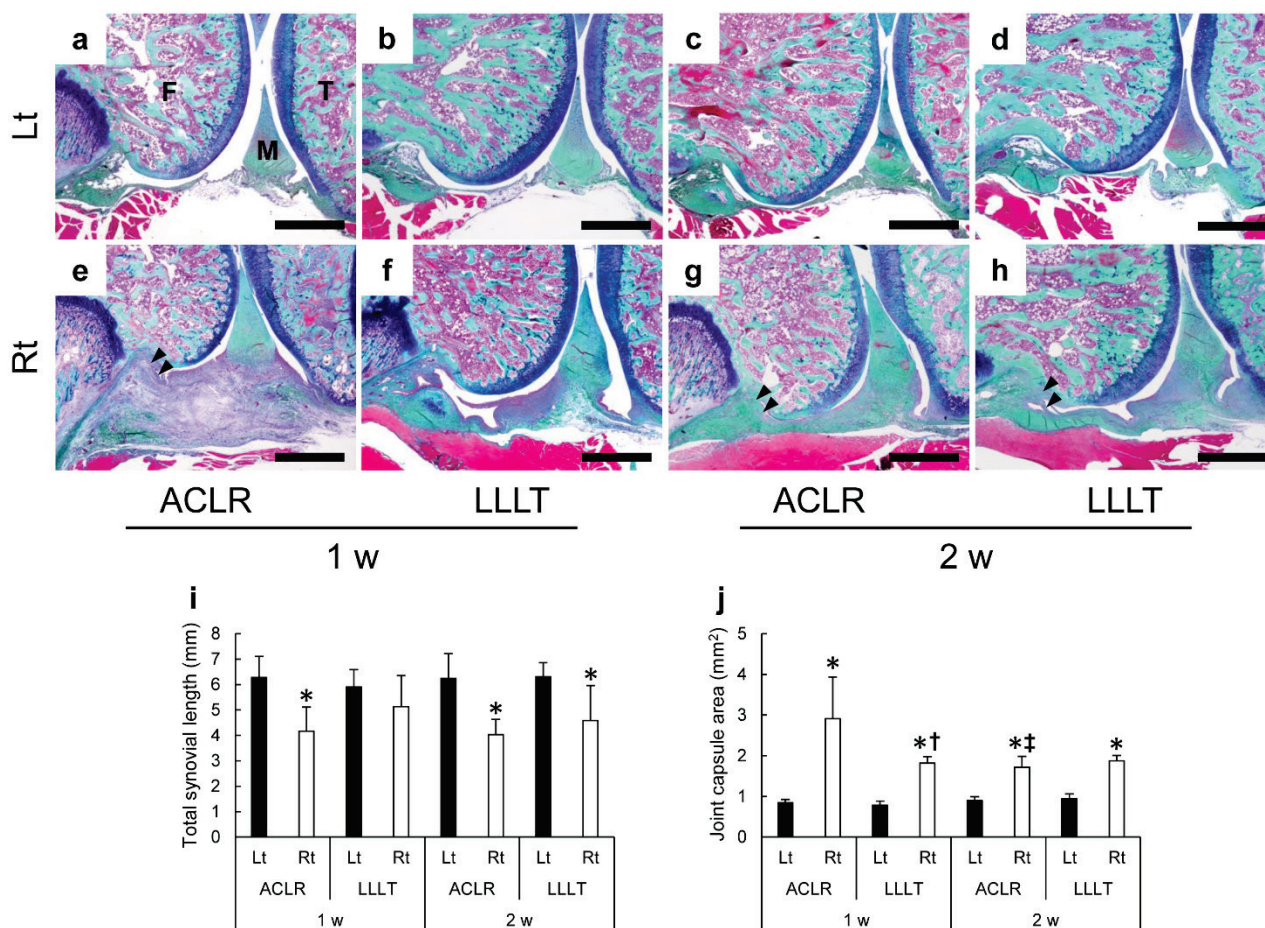 a b c d
F T
M
Lt
e f g h
Rt
ACLR LLLT ACLR LLLT
1 w 2 w
i
Total synovial length (mm)
8
7
6
5
4
3
2
1
0
* * *
Lt Rt Lt Rt Lt Rt Lt Rt
ACLR LLLT ACLR LLLT
1 w 2 w
j
Joint capsule area (mm²)
5
4
3
2
1
0
* *† *‡ *
Lt Rt Lt Rt Lt Rt Lt Rt
ACLR LLLT ACLR LLLT
1 w 2 w